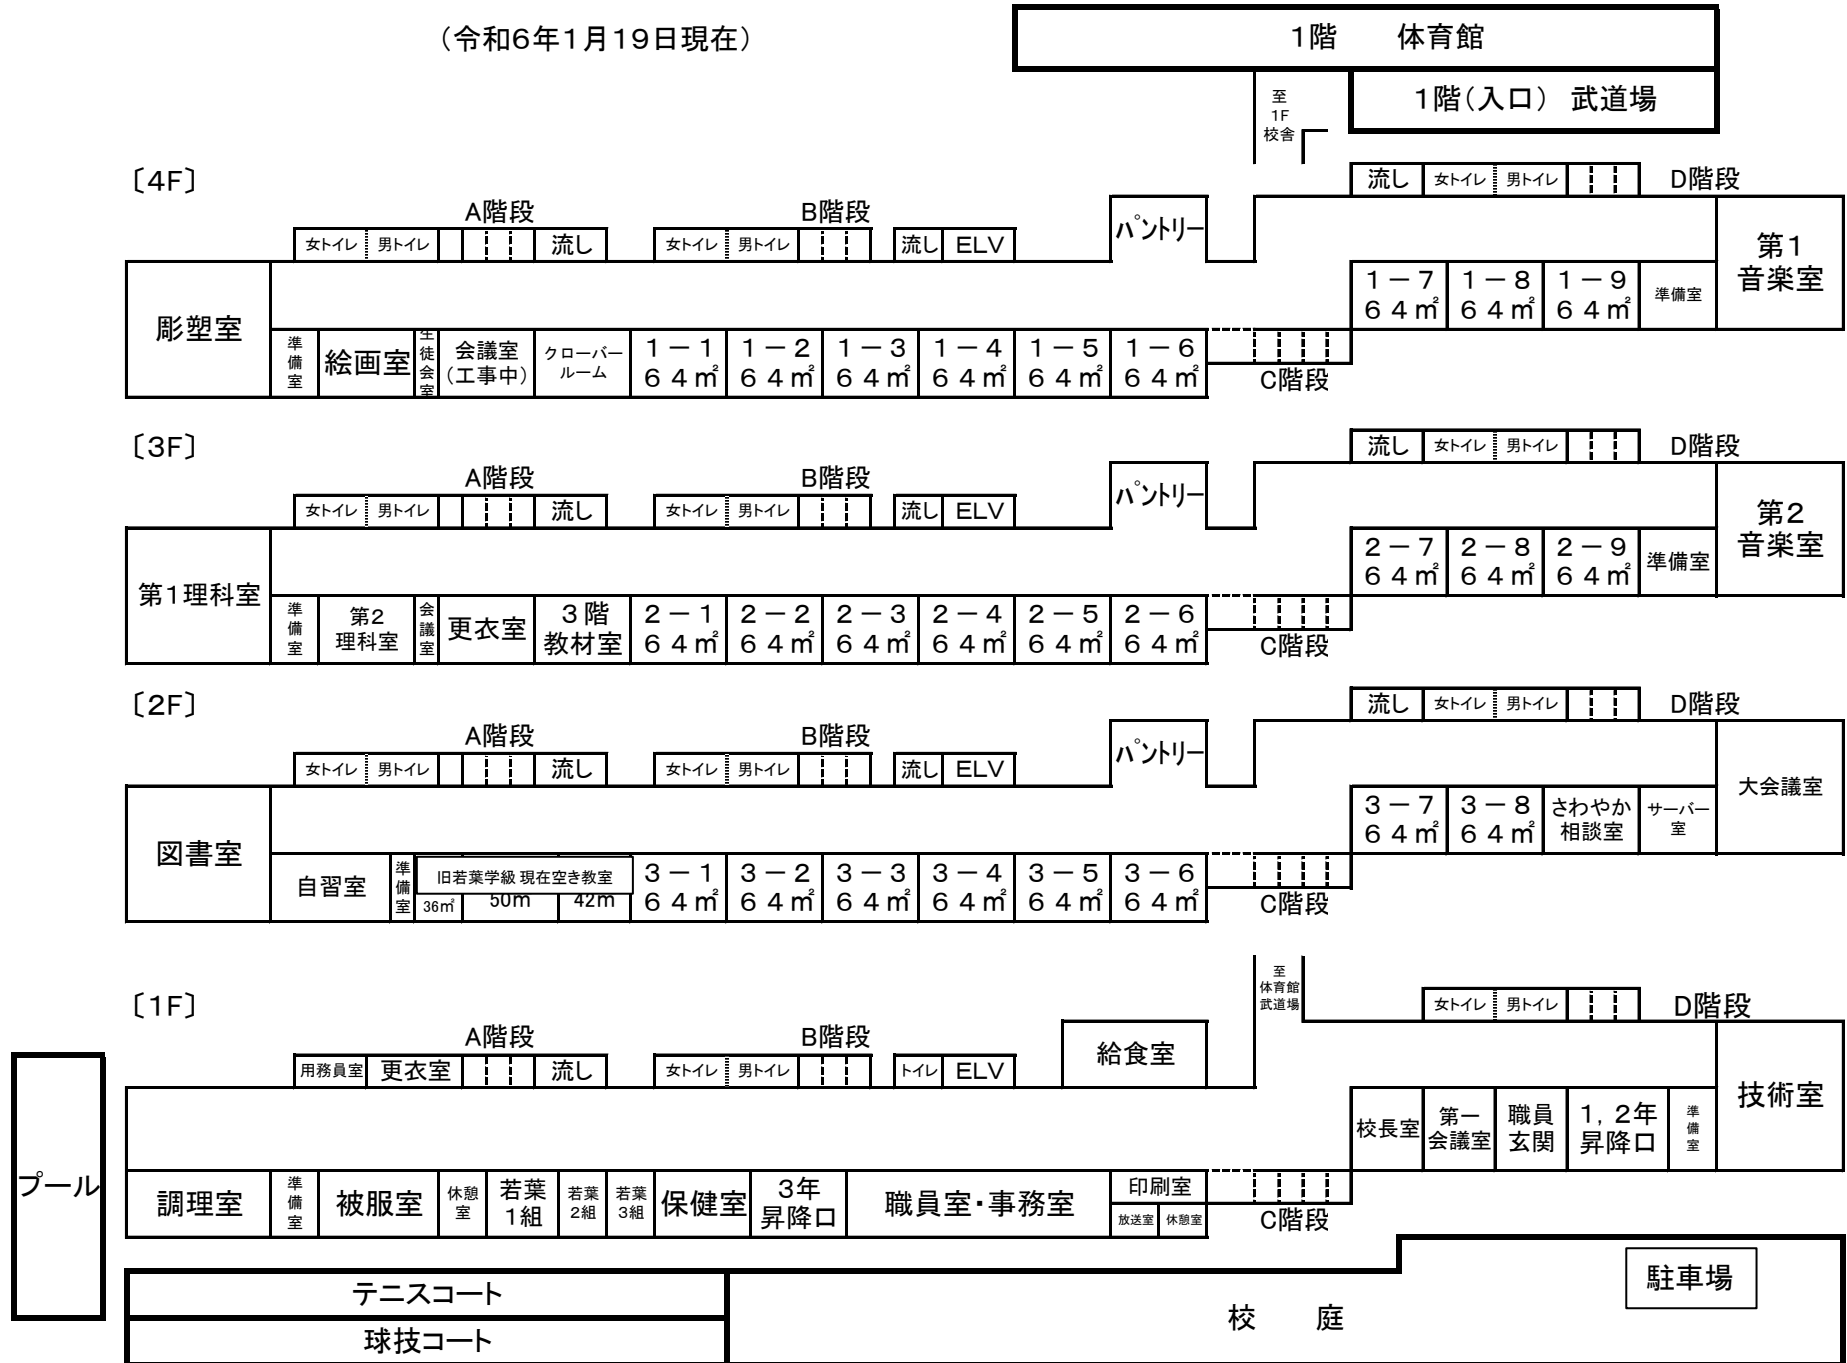 （令和6年1月19日現在）
1階　体育館
1階（入口）　武道場
至
1F
校舎
〔4F〕
A階段
B階段
D階段
女トイレ 男トイレ 流し 女トイレ 男トイレ 流し ELV パントリー 流し 女トイレ 男トイレ
彫塑室
第1
音楽室
1－7 1－8 1－9 準備室
64㎡ 64㎡ 64㎡
準備室 絵画室 生徒会室 会議室（工事中） クローバールーム 1－1 1－2 1－3 1－4 1－5 1－6
64㎡ 64㎡ 64㎡ 64㎡ 64㎡ 64㎡
C階段
〔3F〕
A階段
B階段
D階段
女トイレ 男トイレ 流し 女トイレ 男トイレ 流し ELV パントリー 流し 女トイレ 男トイレ
第1理科室
第2
音楽室
2－7 2－8 2－9 準備室
64㎡ 64㎡ 64㎡
準備室 第2理科室 会議室 更衣室 3階教材室 2－1 2－2 2－3 2－4 2－5 2－6
64㎡ 64㎡ 64㎡ 64㎡ 64㎡ 64㎡
C階段
〔2F〕
A階段
B階段
D階段
女トイレ 男トイレ 流し 女トイレ 男トイレ 流し ELV パントリー 流し 女トイレ 男トイレ
図書室
大会議室
3－7 3－8 さわやか相談室 サーバー室
64㎡ 64㎡
自習室 準備室 旧若葉学級 現在空き教室 3－1 3－2 3－3 3－4 3－5 3－6
36㎡ 50m 42m 64㎡ 64㎡ 64㎡ 64㎡ 64㎡ 64㎡
C階段
至
体育館
武道場
〔1F〕
A階段
B階段
D階段
用務員室 更衣室 流し 女トイレ 男トイレ トイレ ELV 給食室 女トイレ 男トイレ
技術室
校長室 第一会議室 職員玄関 1，2年昇降口 準備室
プール
調理室 準備室 被服室 休憩室 若葉1組 若葉2組 若葉3組 保健室 3年昇降口 職員室・事務室 印刷室
放送室 休憩室
C階段
駐車場
テニスコート
校　庭
球技コート